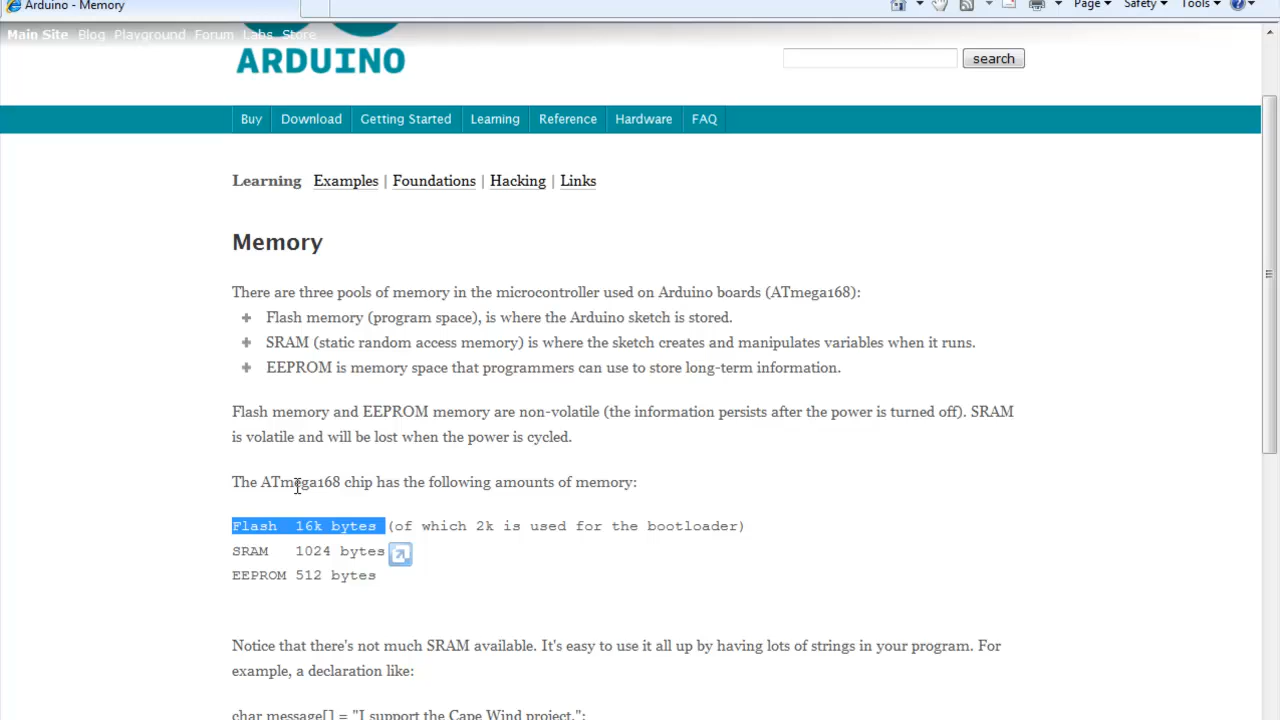 Arduino - Memory
Page Safety Tools
Main Site Blog Playground Forum Labs Store
ARDUINO
search
Buy Download Getting Started Learning Reference Hardware FAQ
Learning Examples | Foundations | Hacking | Links
Memory
There are three pools of memory in the microcontroller used on Arduino boards (ATmega168):
Flash memory (program space), is where the Arduino sketch is stored.
SRAM (static random access memory) is where the sketch creates and manipulates variables when it runs.
EEPROM is memory space that programmers can use to store long-term information.
Flash memory and EEPROM memory are non-volatile (the information persists after the power is turned off). SRAM
is volatile and will be lost when the power is cycled.
The ATmega168 chip has the following amounts of memory:
Flash 16k bytes (of which 2k is used for the bootloader)
SRAM 1024 bytes
EEPROM 512 bytes
Notice that there's not much SRAM available. It's easy to use it all up by having lots of strings in your program. For
example, a declaration like:
char message[] = "I support the Cape Wind project.";